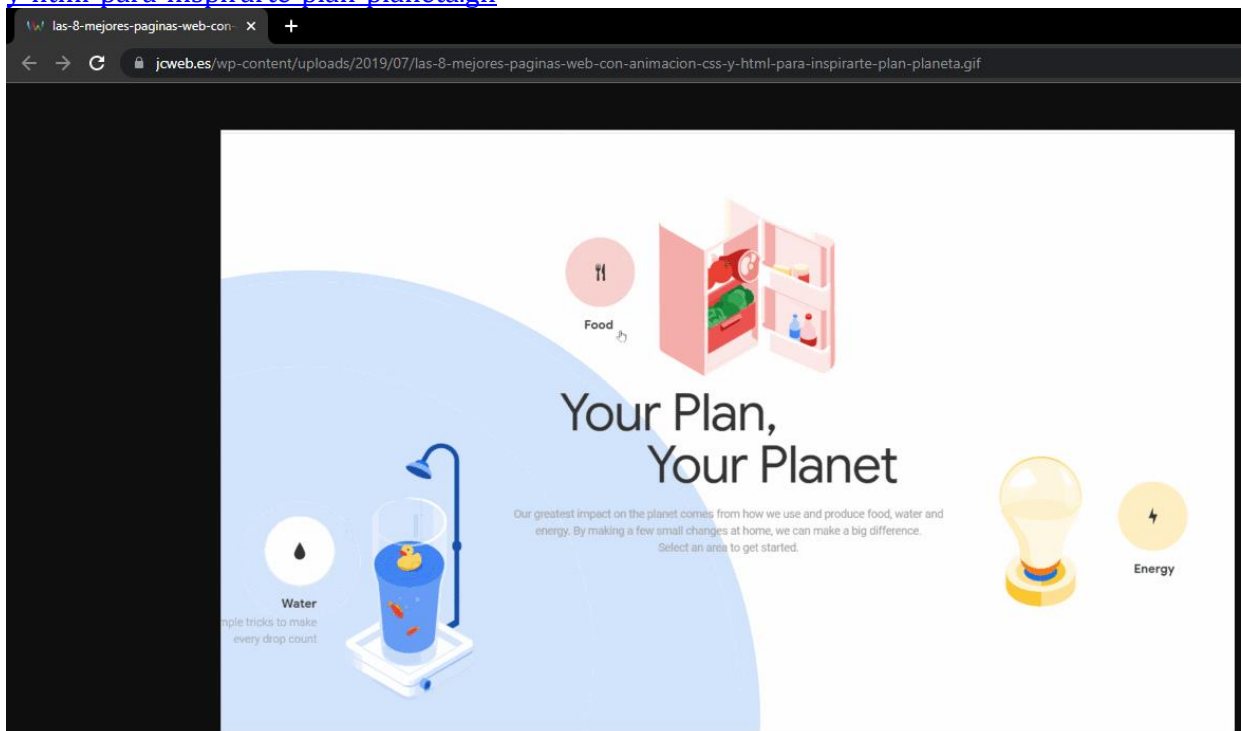 y-html-para-inspirarte-plan-planeta.gif
las-8-mejores-paginas-web-con-
jcweb.es/wp-content/uploads/2019/07/las-8-mejores-paginas-web-con-animacion-css-y-html-para-inspirarte-plan-planeta.gif
Food
Your Plan,
Your Planet
Our greatest impact on the planet comes from how we use and produce food, water and
energy. By making a few small changes at home, we can make a big difference.
Select an area to get started.
Energy
Water
tricks to make
every drop count